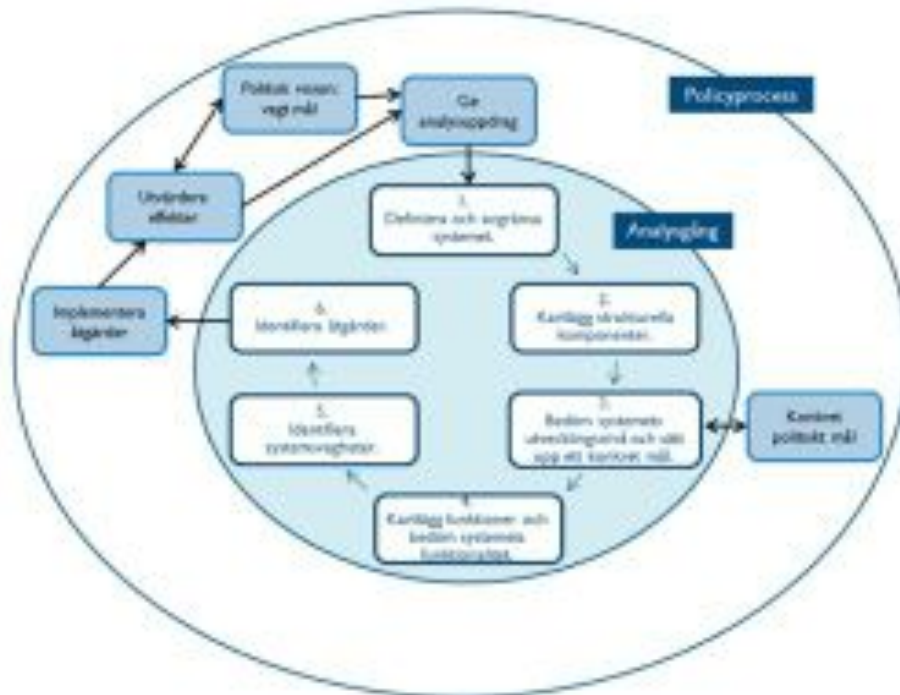 Politisk vision:
vagt mål
Ge
analysuppdrag
Policyprocess
Utvärdera
effekter
1.
Definiera och avgränsa
systemet.
Analysgång
Implementera
åtgärder
6.
Identifiera åtgärder.
2.
Kartlägg strukturella
komponenter.
5.
Identifiera
systemsvagheter.
3.
Bedöm systemets
utvecklingsnivå och sätt
upp ett konkret mål.
Konkret
politiskt mål
4.
Kartlägg funktioner och
bedöm systemets
funktionalitet.